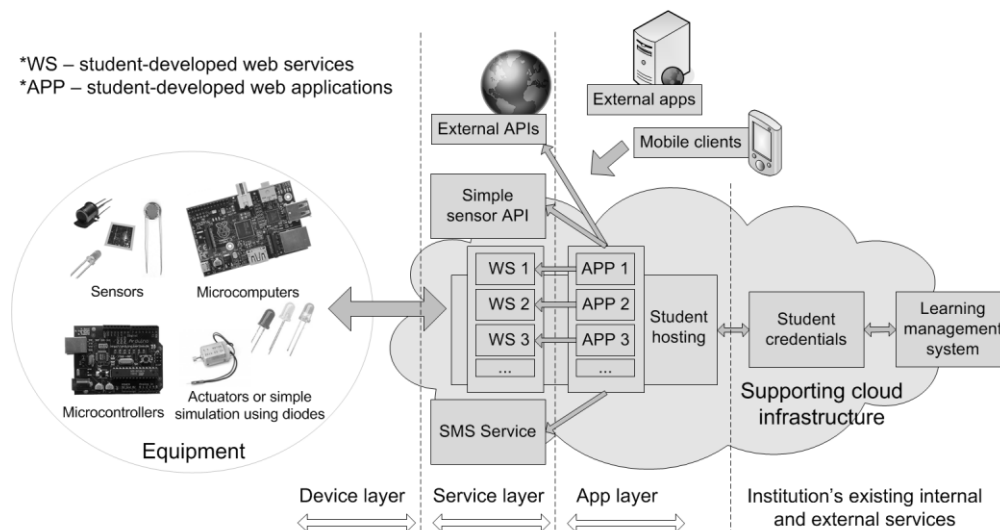 *WS – student-developed web services
*APP – student-developed web applications
External APIs
External apps
Mobile clients
Simple
sensor API
Sensors
Microcomputers
Microcontrollers
Actuators or simple
simulation using diodes
Equipment
WS 1
WS 2
WS 3
...
APP 1
APP 2
APP 3
...
Student
hosting
Student
credentials
Learning
management
system
Supporting cloud
infrastructure
SMS Service
Device layer
Service layer
App layer
Institution's existing internal
and external services